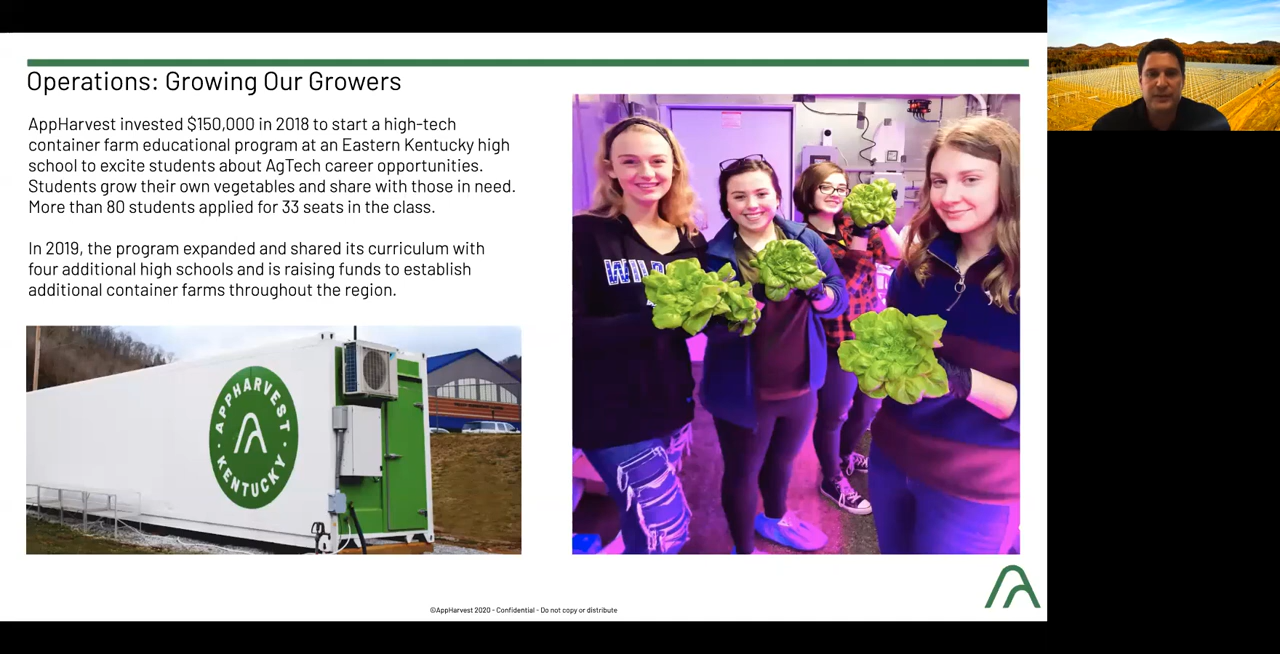 Operations: Growing Our Growers
AppHarvest invested $150,000 in 2018 to start a high-tech
container farm educational program at an Eastern Kentucky high
school to excite students about AgTech career opportunities.
Students grow their own vegetables and share with those in need.
More than 80 students applied for 33 seats in the class.
In 2019, the program expanded and shared its curriculum with
four additional high schools and is raising funds to establish
additional container farms throughout the region.
APPHARVEST
KENTUCKY
©AppHarvest 2020 - Confidential - Do not copy or distribute